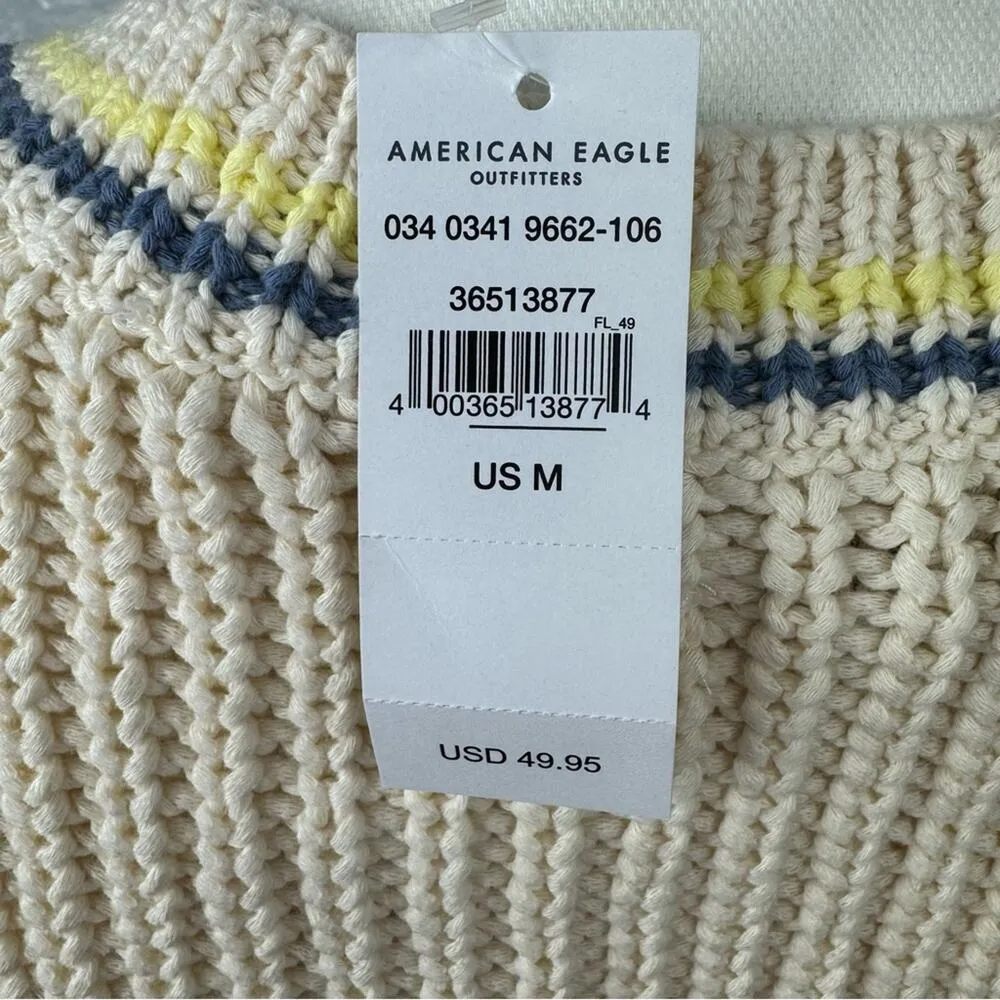 AMERICAN EAGLE
OUTFITTERS
034 0341 9662-106
36513877
FL_49
4 00365 13877 4
US M
USD 49.95